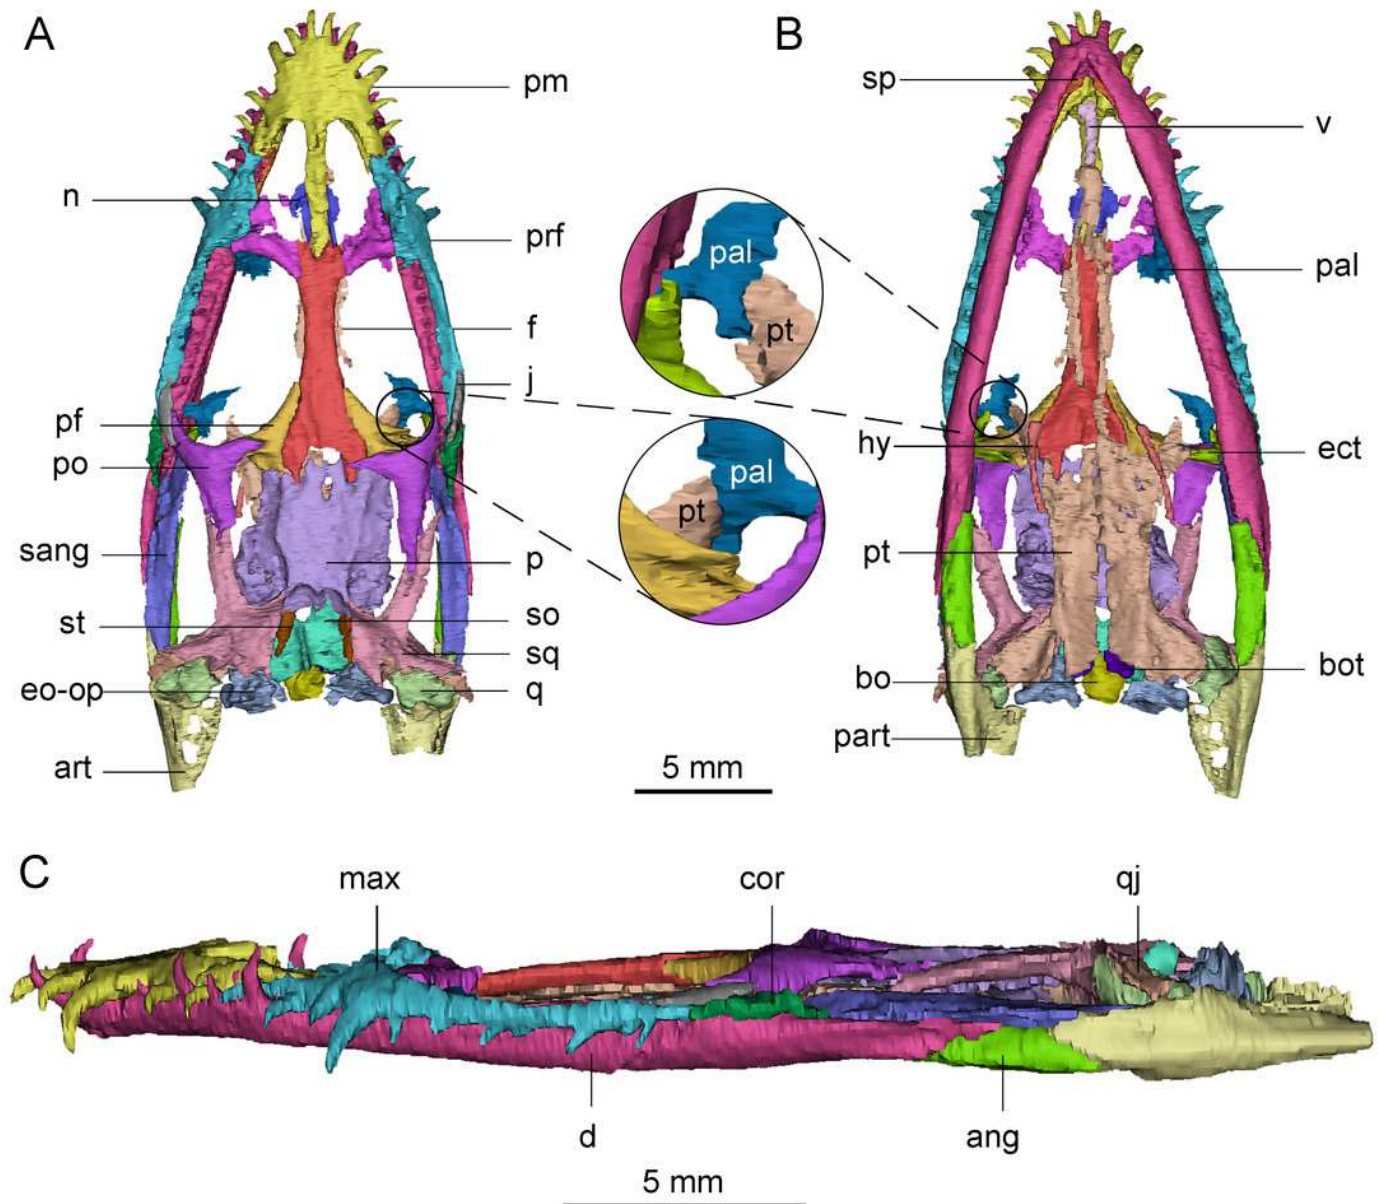 A
B
pm
sp
v
n
prf
pal
pal
pt
f
j
pf
po
hy
ect
pal
pt
sang
p
pt
st
so
sq
eo-op
q
bo
bot
art
part
5 mm
C
max
cor
qj
d
ang
5 mm